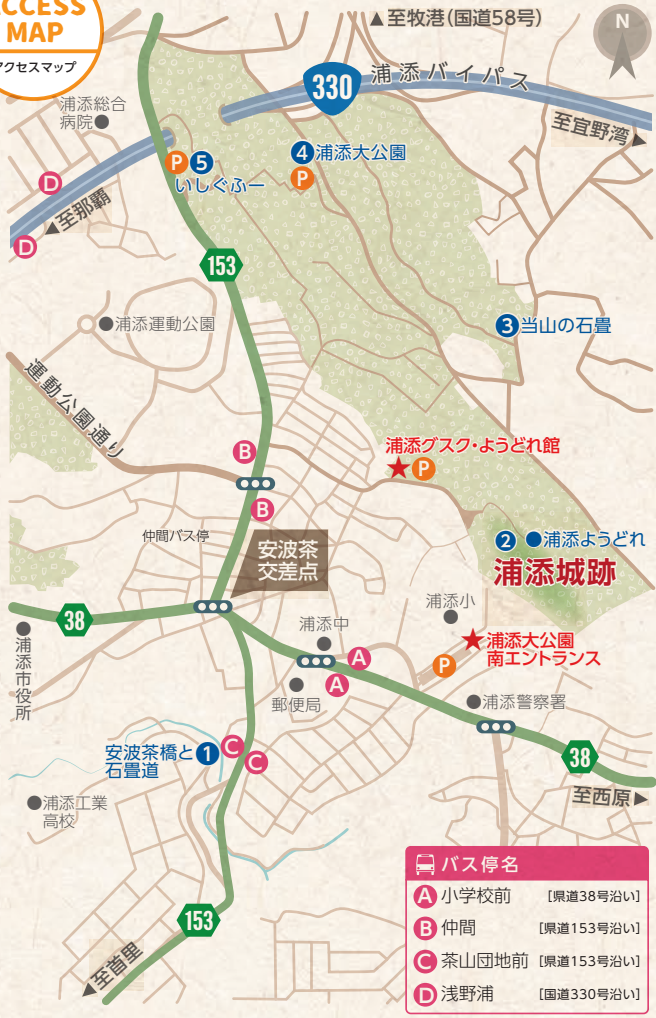 ACCESS
MAP
アクセスマップ
▲至牧港(国道58号)
N
330
浦添バイパス
至宜野湾▶
浦添総合
病院●
P 5
いしぐふー
4 浦添大公園
P
D
◀至那覇
D
153
●浦添運動公園
3 当山の石畳
運動公園通り
浦添グスク・ようどれ館
★ P
B
B
仲間バス停
安波茶
交差点
2 ●浦添ようどれ
浦添城跡
38
浦添市役所
浦添中
浦添小
★浦添大公園
南エントランス
P
A
A
郵便局
●浦添警察署
38
至西原▶
安波茶橋と
石畳道
1
C
C
●浦添工業
高校
153
◀至首里
バス停名
A 小学校前 [県道38号沿い]
B 仲間 [県道153号沿い]
C 茶山団地前 [県道153号沿い]
D 浅野浦 [国道330号沿い]